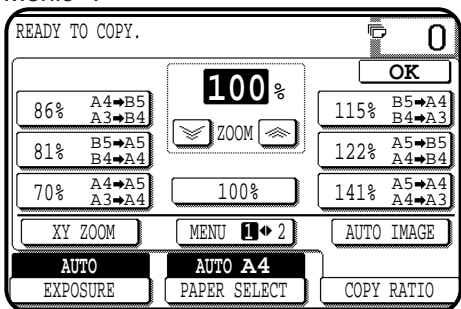 READY TO COPY. 0
OK
100 %
ZOOM
86% A4➡B5
A3➡B4
81% B5➡A5
B4➡A4
70% A4➡A5
A3➡A4
100%
115% B5➡A4
B4➡A3
122% A5➡B5
A4➡B4
141% A5➡A4
A4➡A3
XY ZOOM
MENU 1 2
AUTO IMAGE
AUTO
EXPOSURE
AUTO A4
PAPER SELECT
COPY RATIO